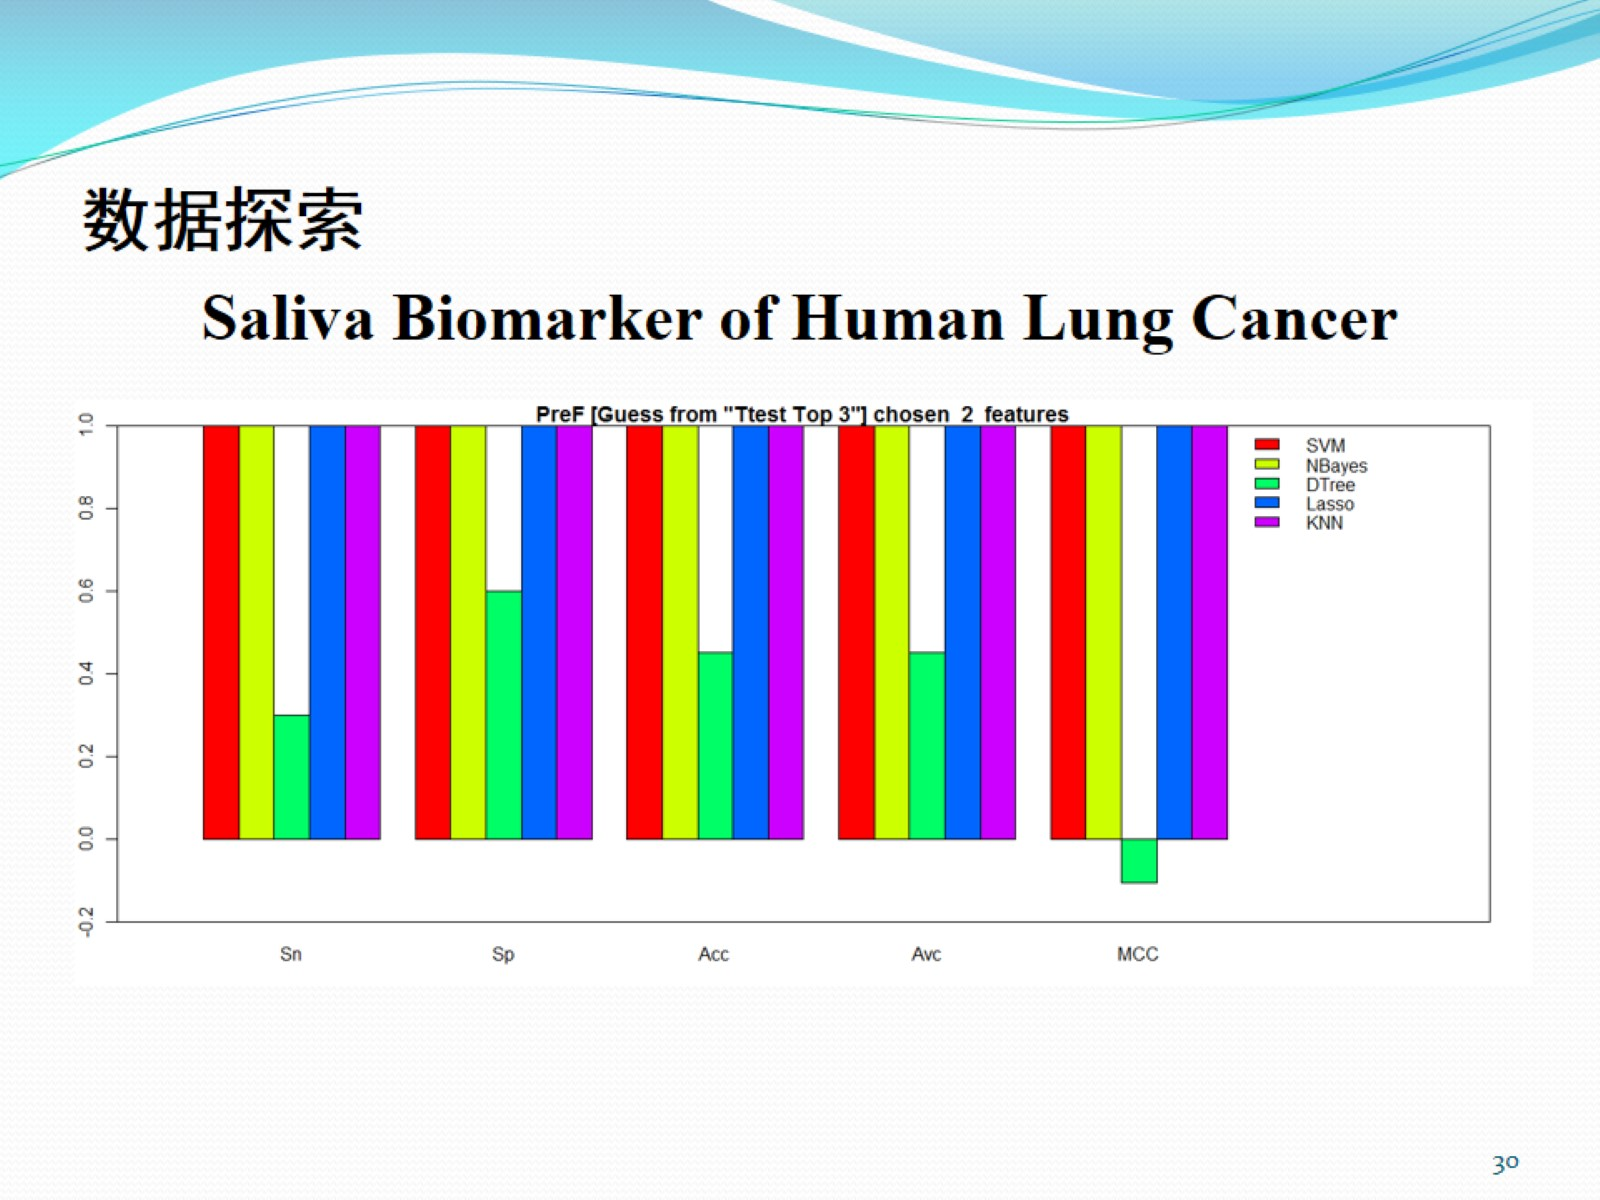 数据探索
Saliva Biomarker of Human Lung Cancer
PreF [Guess from "Ttest Top 3"] chosen 2 features
1.0
0.8
0.6
0.4
0.2
0.0
-0.2
SVM
NBayes
DTree
Lasso
KNN
Sn Sp Acc Avc MCC
30